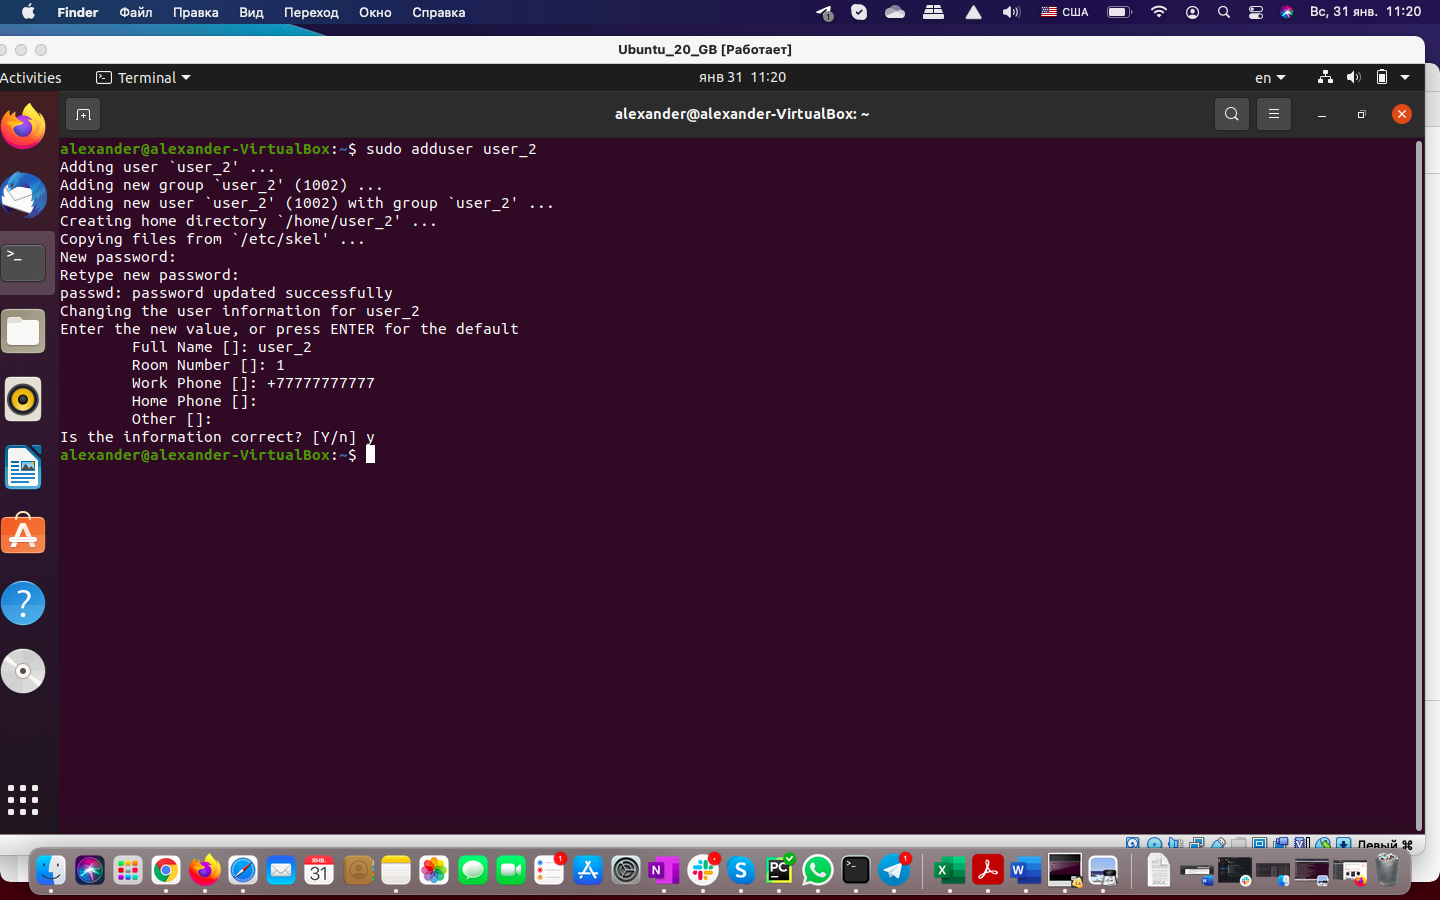 Finder Файл Правка Вид Переход Окно Справка США Вс, 31 янв. 11:20
Ubuntu_20_GB [Работает]
Activities Terminal янв 31 11:20 en
alexander@alexander-VirtualBox: ~
alexander@alexander-VirtualBox:~$ sudo adduser user_2
Adding user `user_2' ...
Adding new group `user_2' (1002) ...
Adding new user `user_2' (1002) with group `user_2' ...
Creating home directory `/home/user_2' ...
Copying files from `/etc/skel' ...
New password:
Retype new password:
passwd: password updated successfully
Changing the user information for user_2
Enter the new value, or press ENTER for the default
Full Name []: user_2
Room Number []: 1
Work Phone []: +77777777777
Home Phone []:
Other []:
Is the information correct? [Y/n] y
alexander@alexander-VirtualBox:~$
Левый ⌘
ЯНВ.
31